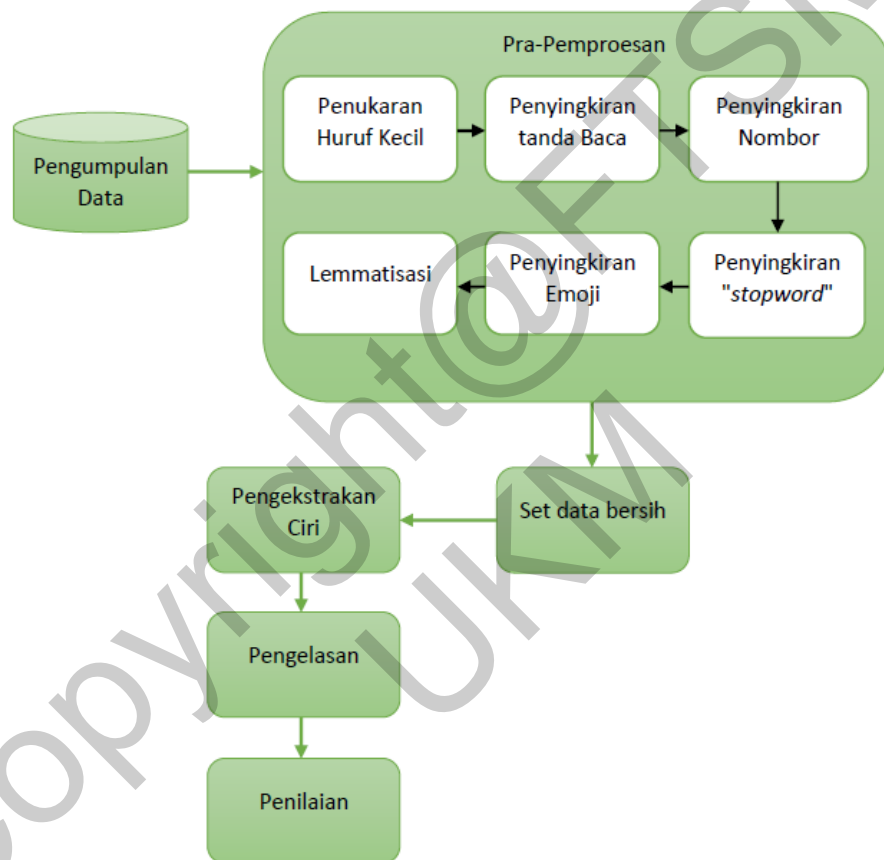 Pra-Pemproesan
Penukaran
Huruf Kecil
Penyingkiran
tanda Baca
Penyingkiran
Nombor
Pengumpulan
Data
Lemmatisasi
Penyingkiran
Emoji
Penyingkiran
"stopword"
Pengekstrakan
Ciri
Set data bersih
Pengelasan
Penilaian
opyright@FTSM
UKM